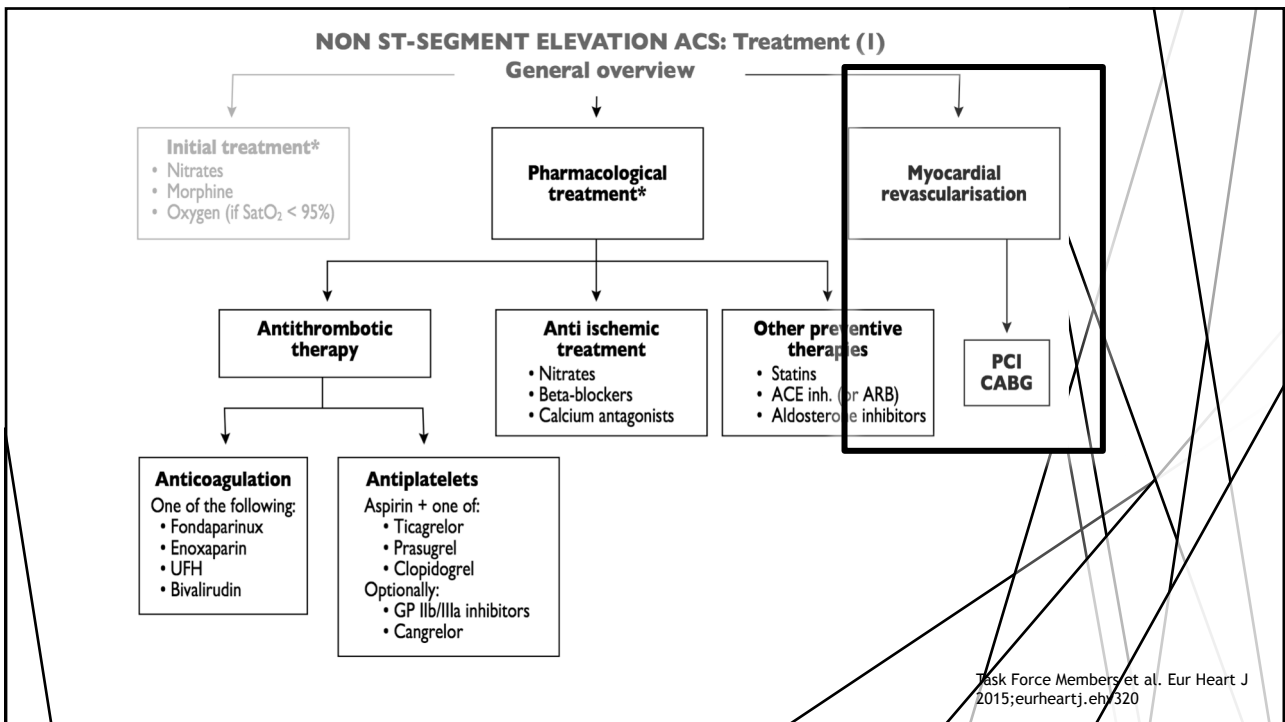 NON ST-SEGMENT ELEVATION ACS: Treatment (1)
General overview
Initial treatment*
• Nitrates
• Morphine
• Oxygen (if SatO₂ < 95%)
Pharmacological
treatment*
Myocardial
revascularisation
Antithrombotic
therapy
Anti ischemic
treatment
• Nitrates
• Beta-blockers
• Calcium antagonists
Other preventive
therapies
• Statins
• ACE inh. (or ARB)
• Aldosterone inhibitors
PCI
CABG
Anticoagulation
One of the following:
• Fondaparinux
• Enoxaparin
• UFH
• Bivalirudin
Antiplatelets
Aspirin + one of:
• Ticagrelor
• Prasugrel
• Clopidogrel
Optionally:
• GP IIb/IIIa inhibitors
• Cangrelor
Task Force Members et al. Eur Heart J
2015;eurheartj.ehv320